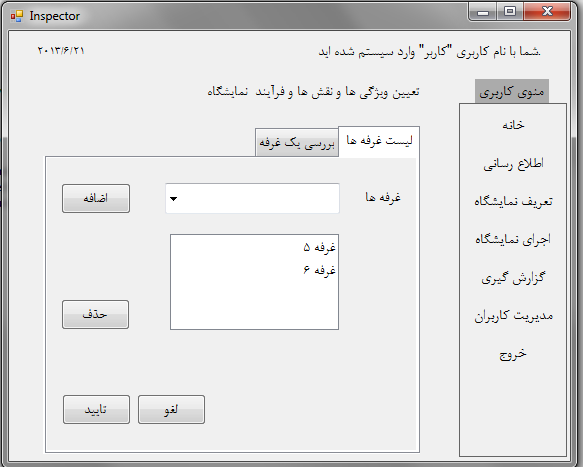 Inspector
شما با نام کاربری "کاربر" وارد سیستم شده اید.
۲۰۱۳/۶/۲۱
منوی کاربری
خانه
اطلاع رسانی
تعریف نمایشگاه
اجرای نمایشگاه
گزارش گیری
مدیریت کاربران
خروج
تعیین ویژگی ها و نقش ها و فرآیند نمایشگاه
لیست غرفه ها
بررسی یک غرفه
غرفه ها
اضافه
غرفه ۵
غرفه ۶
حذف
لغو
تایید